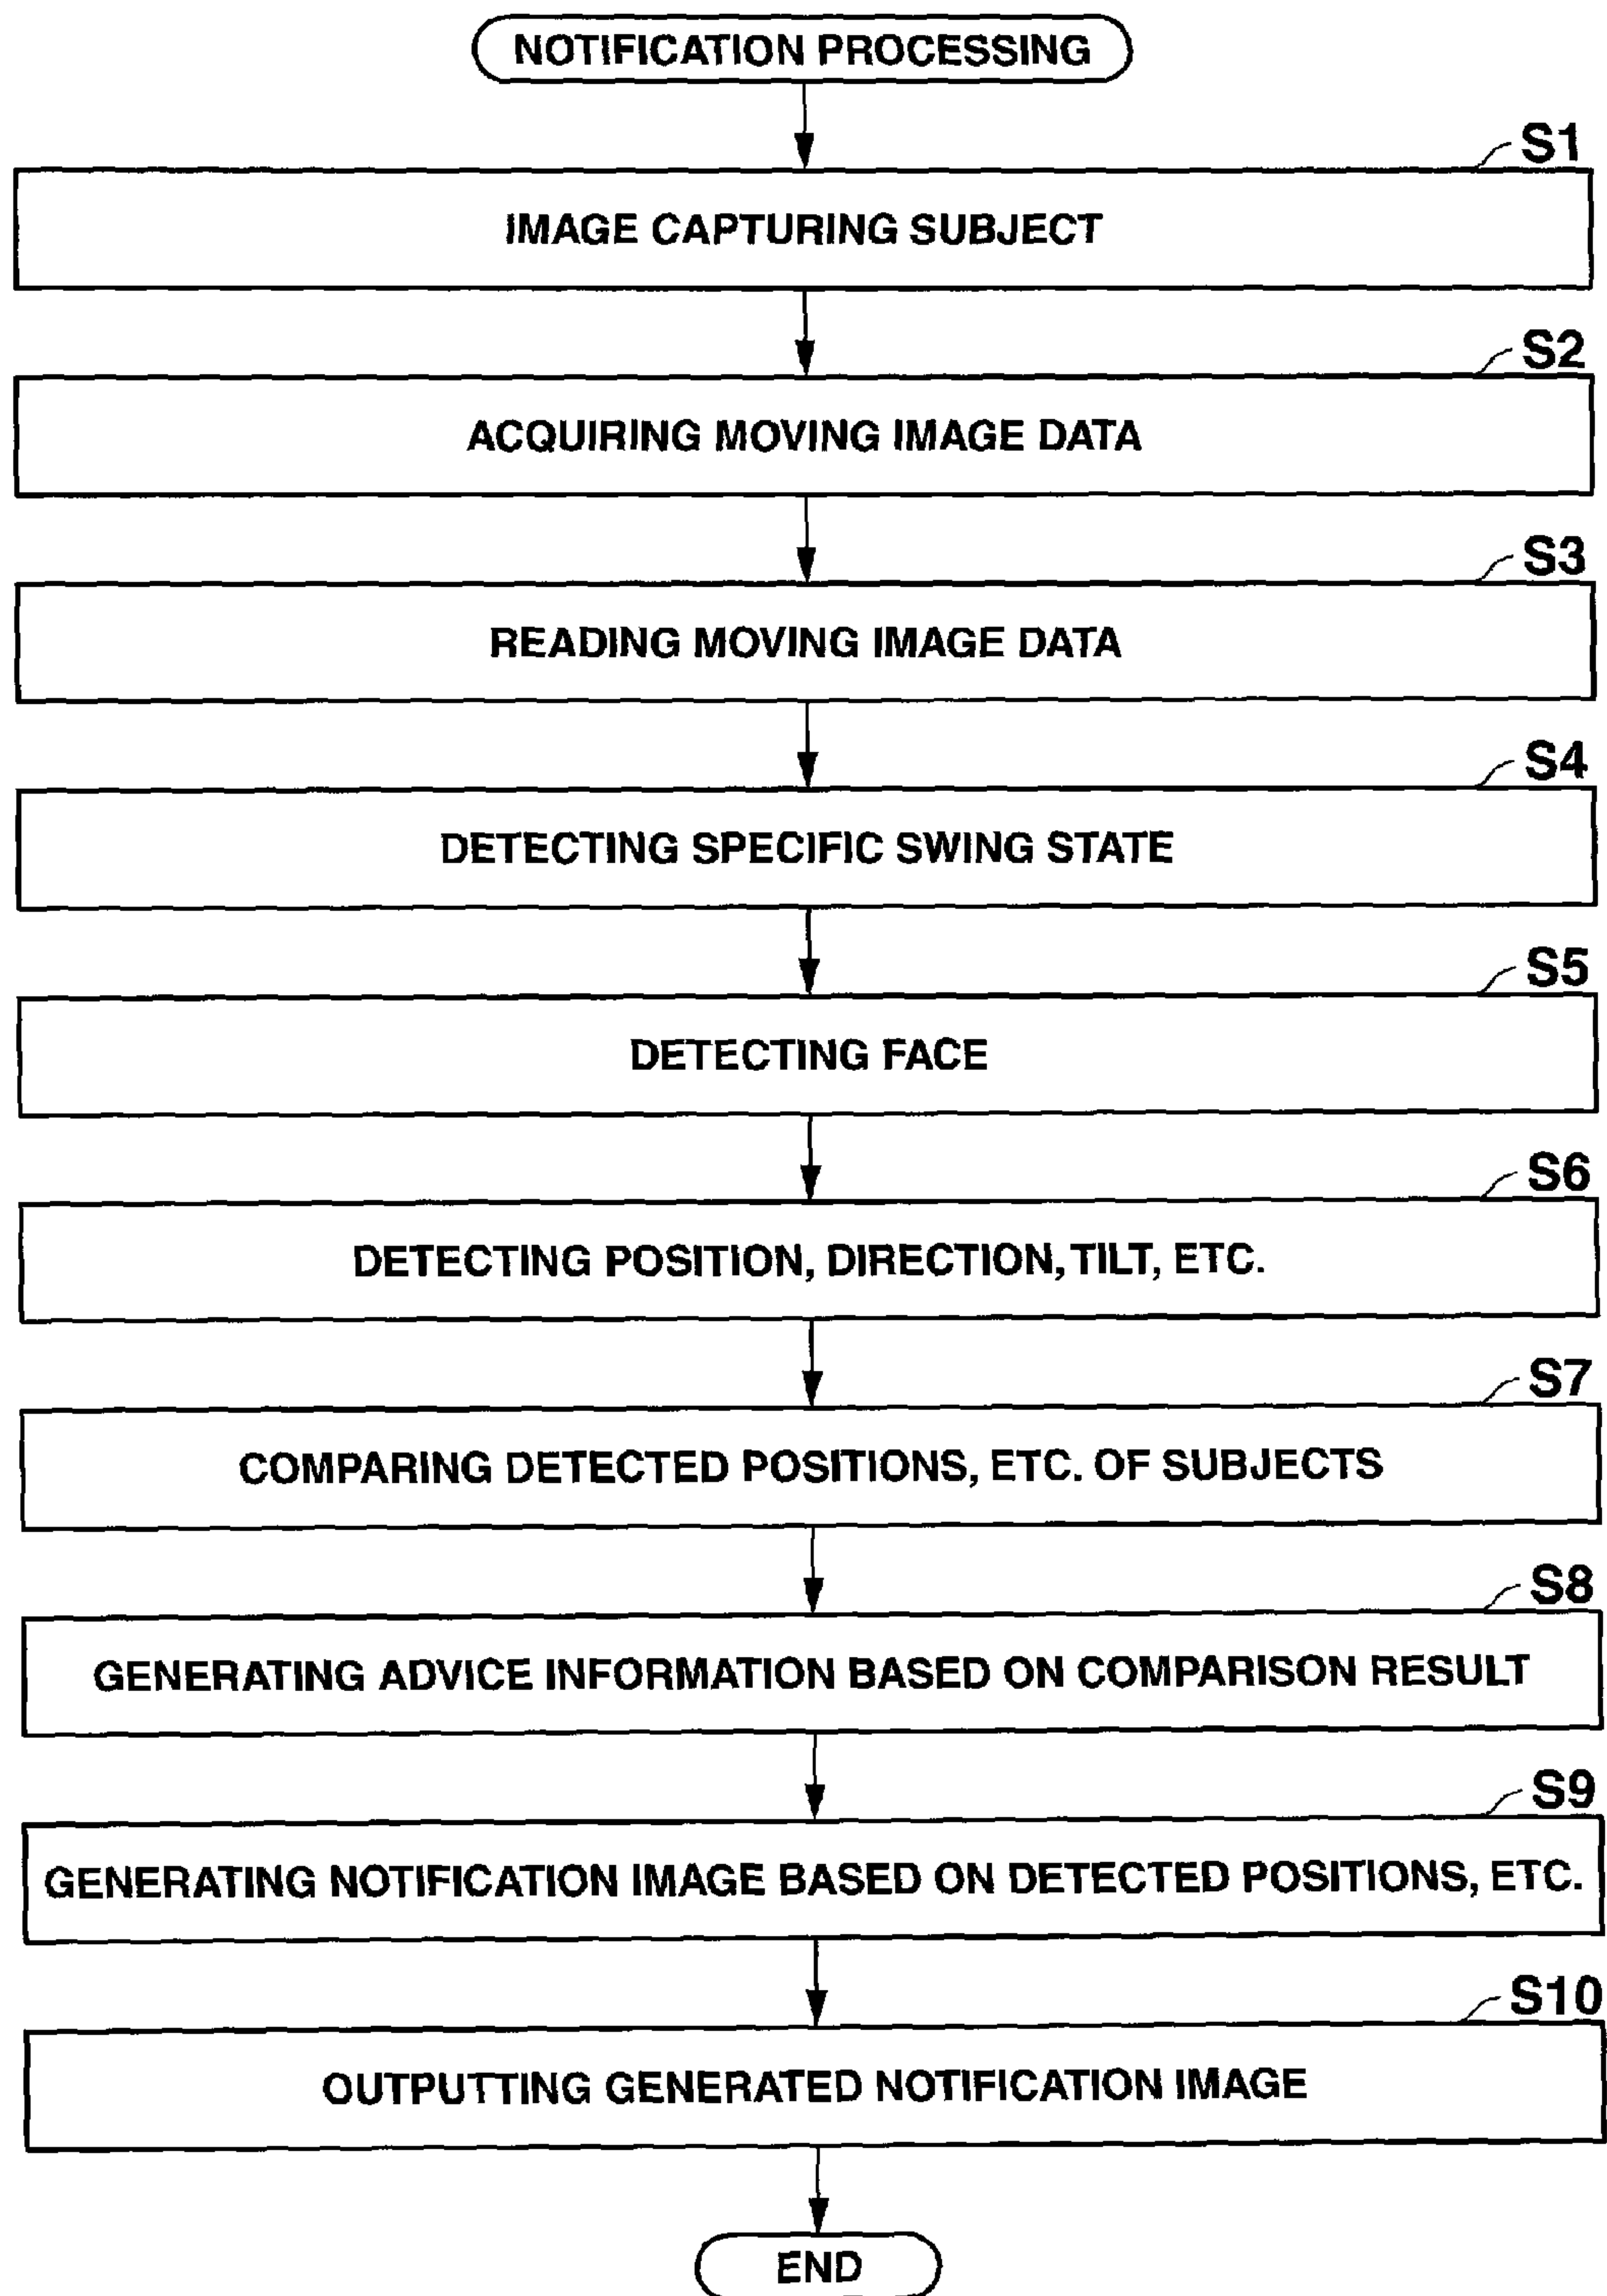 NOTIFICATION PROCESSING
S1
IMAGE CAPTURING SUBJECT
S2
ACQUIRING MOVING IMAGE DATA
S3
READING MOVING IMAGE DATA
S4
DETECTING SPECIFIC SWING STATE
S5
DETECTING FACE
S6
DETECTING POSITION, DIRECTION, TILT, ETC.
S7
COMPARING DETECTED POSITIONS, ETC. OF SUBJECTS
S8
GENERATING ADVICE INFORMATION BASED ON COMPARISON RESULT
S9
GENERATING NOTIFICATION IMAGE BASED ON DETECTED POSITIONS, ETC.
S10
OUTPUTTING GENERATED NOTIFICATION IMAGE
END